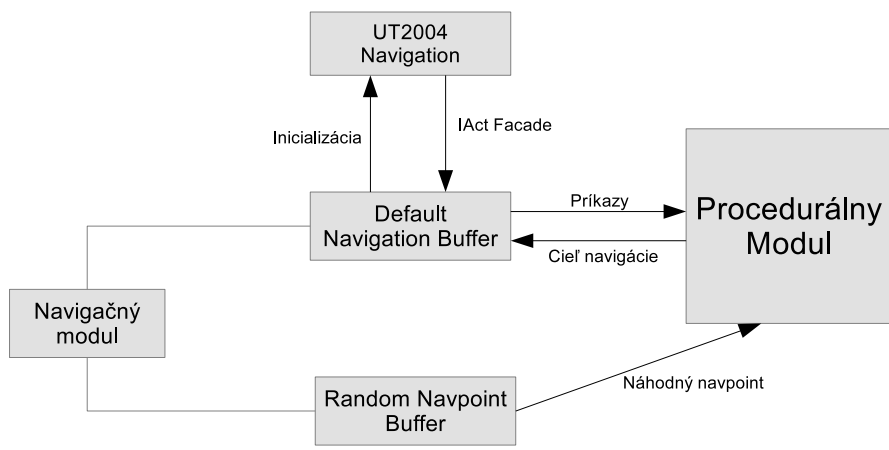 UT2004
Navigation
Inicializácia
IAct Facade
Default
Navigation Buffer
Príkazy
Cieľ navigácie
Procedurálny
Modul
Navigačný
modul
Random Navpoint
Buffer
Náhodný navpoint